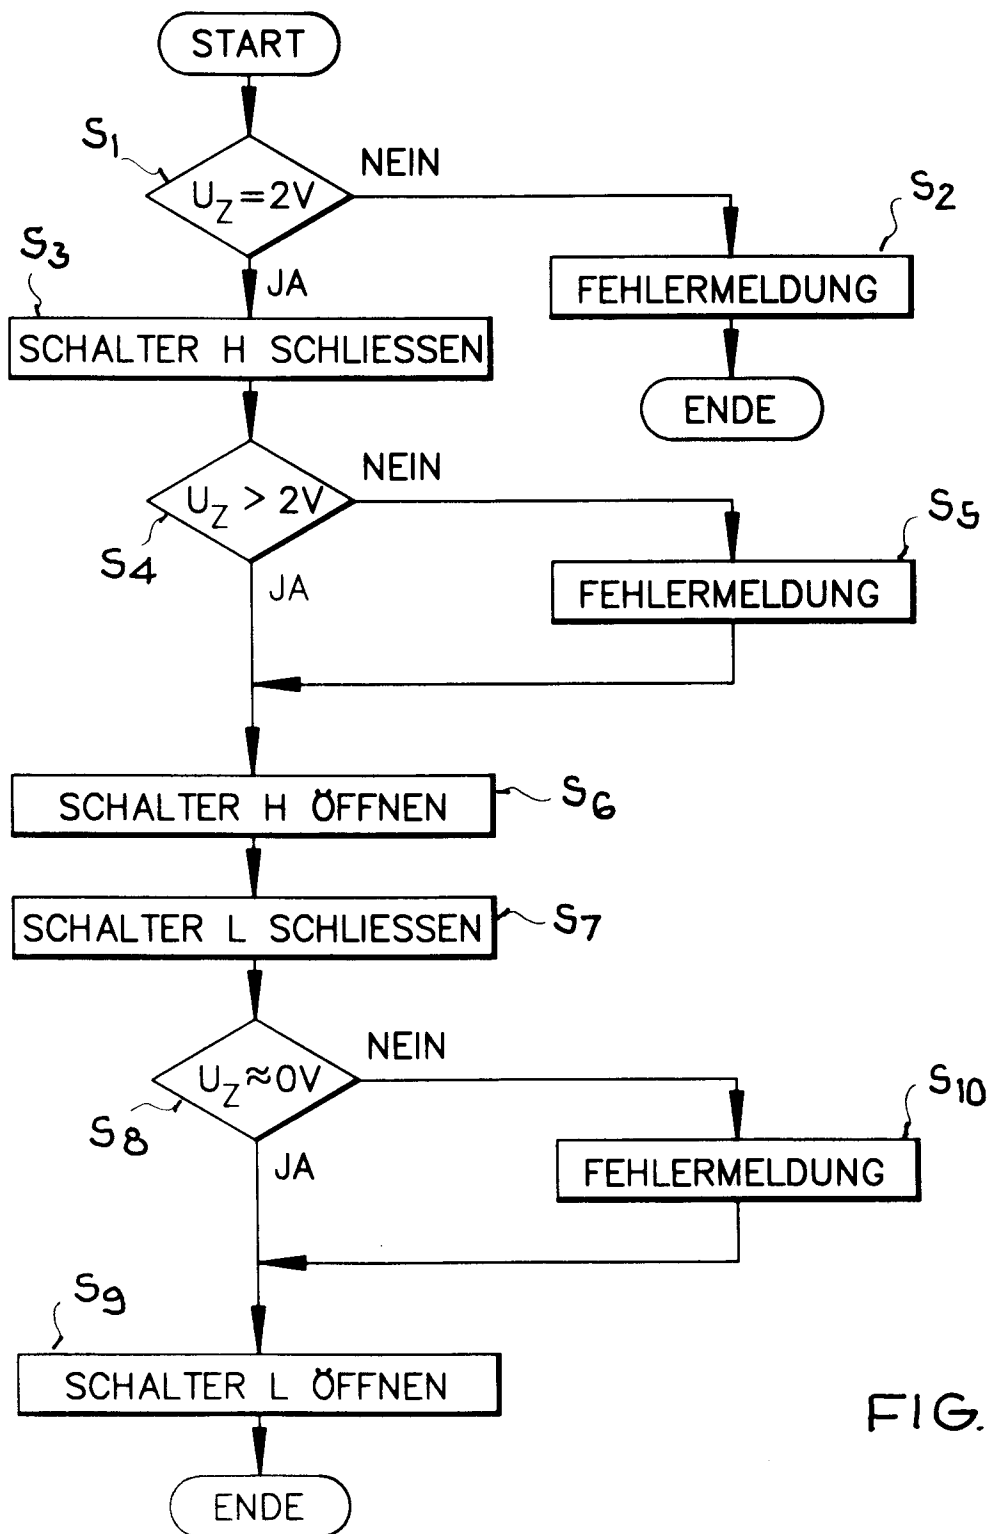 START
S1
U_Z = 2V
NEIN
S2
FEHLERMELDUNG
ENDE
JA
S3
SCHALTER H SCHLIESSEN
U_Z > 2V
NEIN
S4
JA
S5
FEHLERMELDUNG
SCHALTER H ÖFFNEN
S6
SCHALTER L SCHLIESSEN
S7
U_Z ≈ 0V
NEIN
S8
JA
S10
FEHLERMELDUNG
S9
SCHALTER L ÖFFNEN
ENDE
FIG.